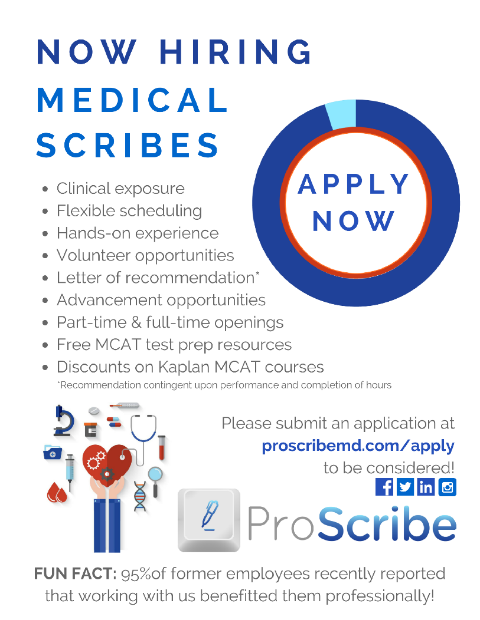 NOW HIRING
MEDICAL
SCRIBES
• Clinical exposure
• Flexible scheduling
• Hands-on experience
• Volunteer opportunities
• Letter of recommendation*
• Advancement opportunities
• Part-time & full-time openings
• Free MCAT test prep resources
• Discounts on Kaplan MCAT courses
*Recommendation contingent upon performance and completion of hours
APPLY
NOW
Please submit an application at
proscribemd.com/apply
to be considered!
ProScribe
FUN FACT: 95%of former employees recently reported
that working with us benefitted them professionally!